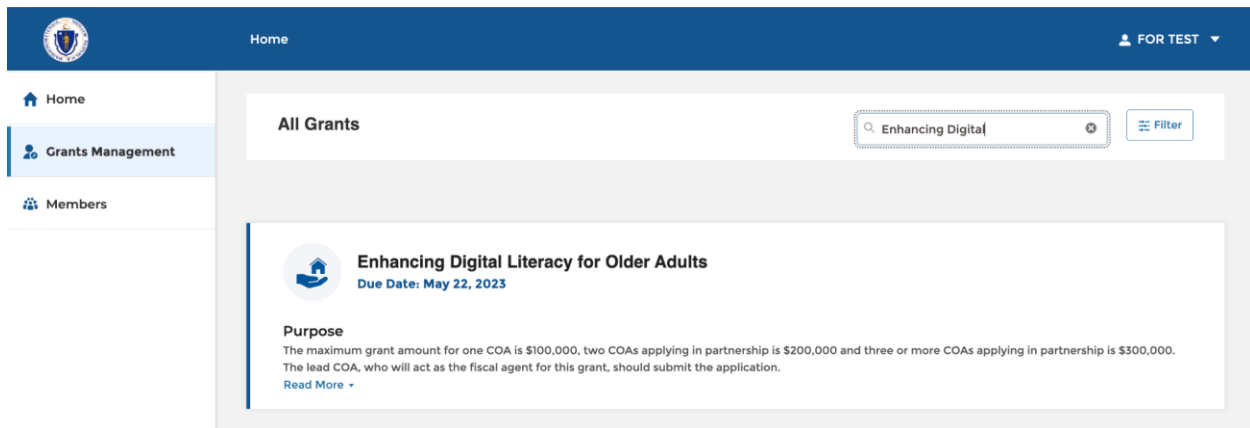 Home
FOR TEST
Home
Grants Management
Members
All Grants
Enhancing Digital
Filter
Enhancing Digital Literacy for Older Adults
Due Date: May 22, 2023
Purpose
The maximum grant amount for one COA is $100,000, two COAs applying in partnership is $200,000 and three or more COAs applying in partnership is $300,000.
The lead COA, who will act as the fiscal agent for this grant, should submit the application.
Read More